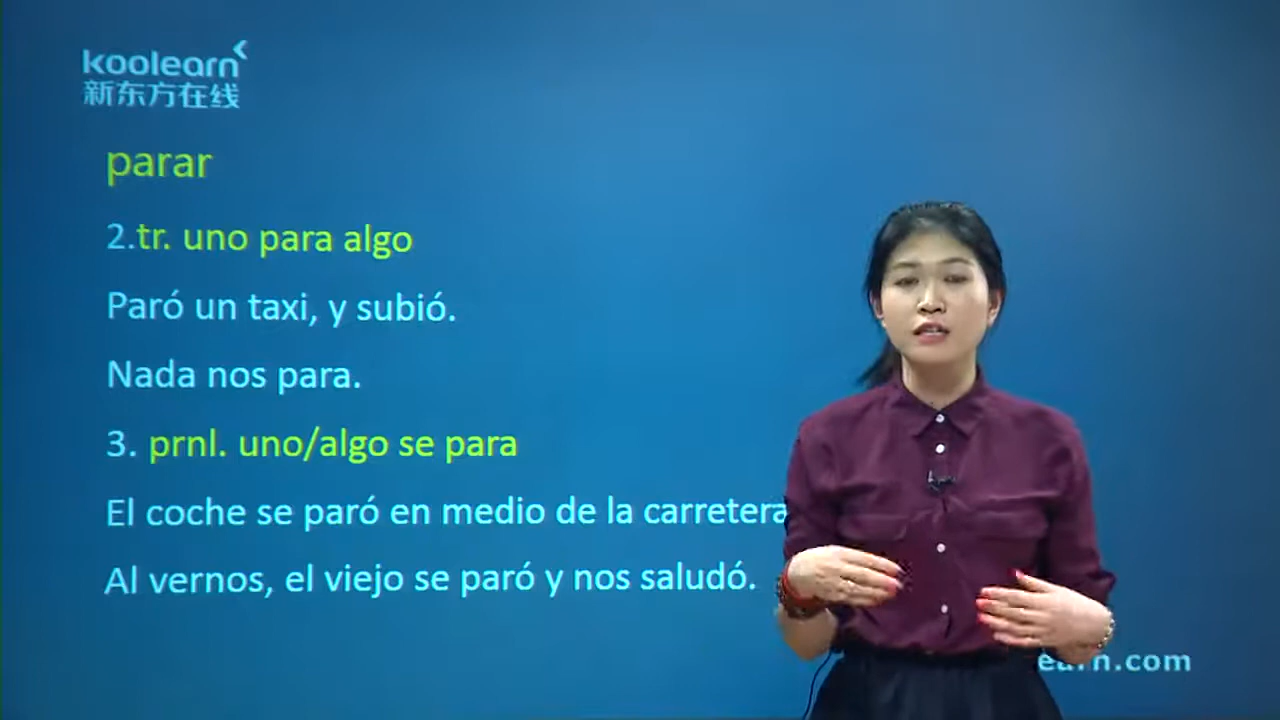 koolearn
新东方在线
parar
2.tr. uno para algo
Paró un taxi, y subió.
Nada nos para.
3. prnl. uno/algo se para
El coche se paró en medio de la carretera
Al vernos, el viejo se paró y nos saludó.
earn.com